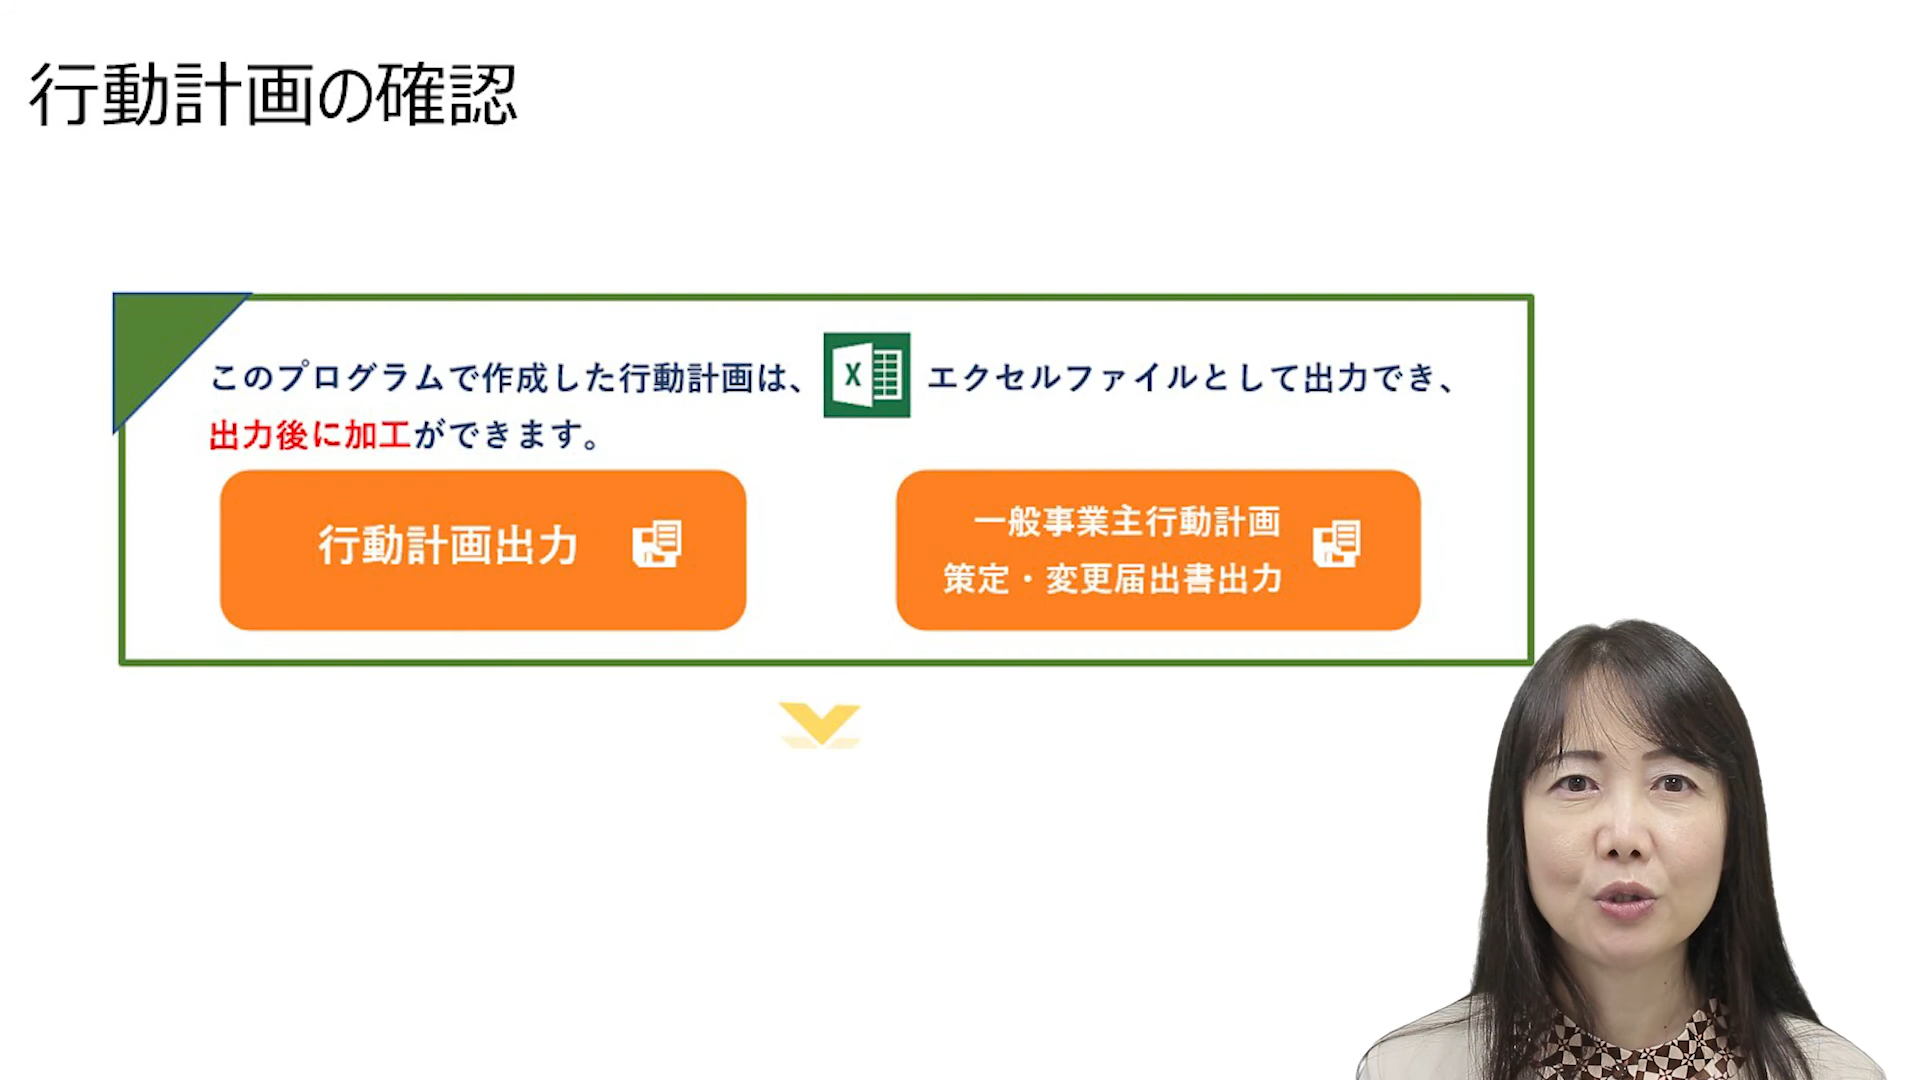 行動計画の確認
このプログラムで作成した行動計画は、 X エクセルファイルとして出力でき、
出力後に加工ができます。
行動計画出力
一般事業主行動計画
策定・変更届出書出力